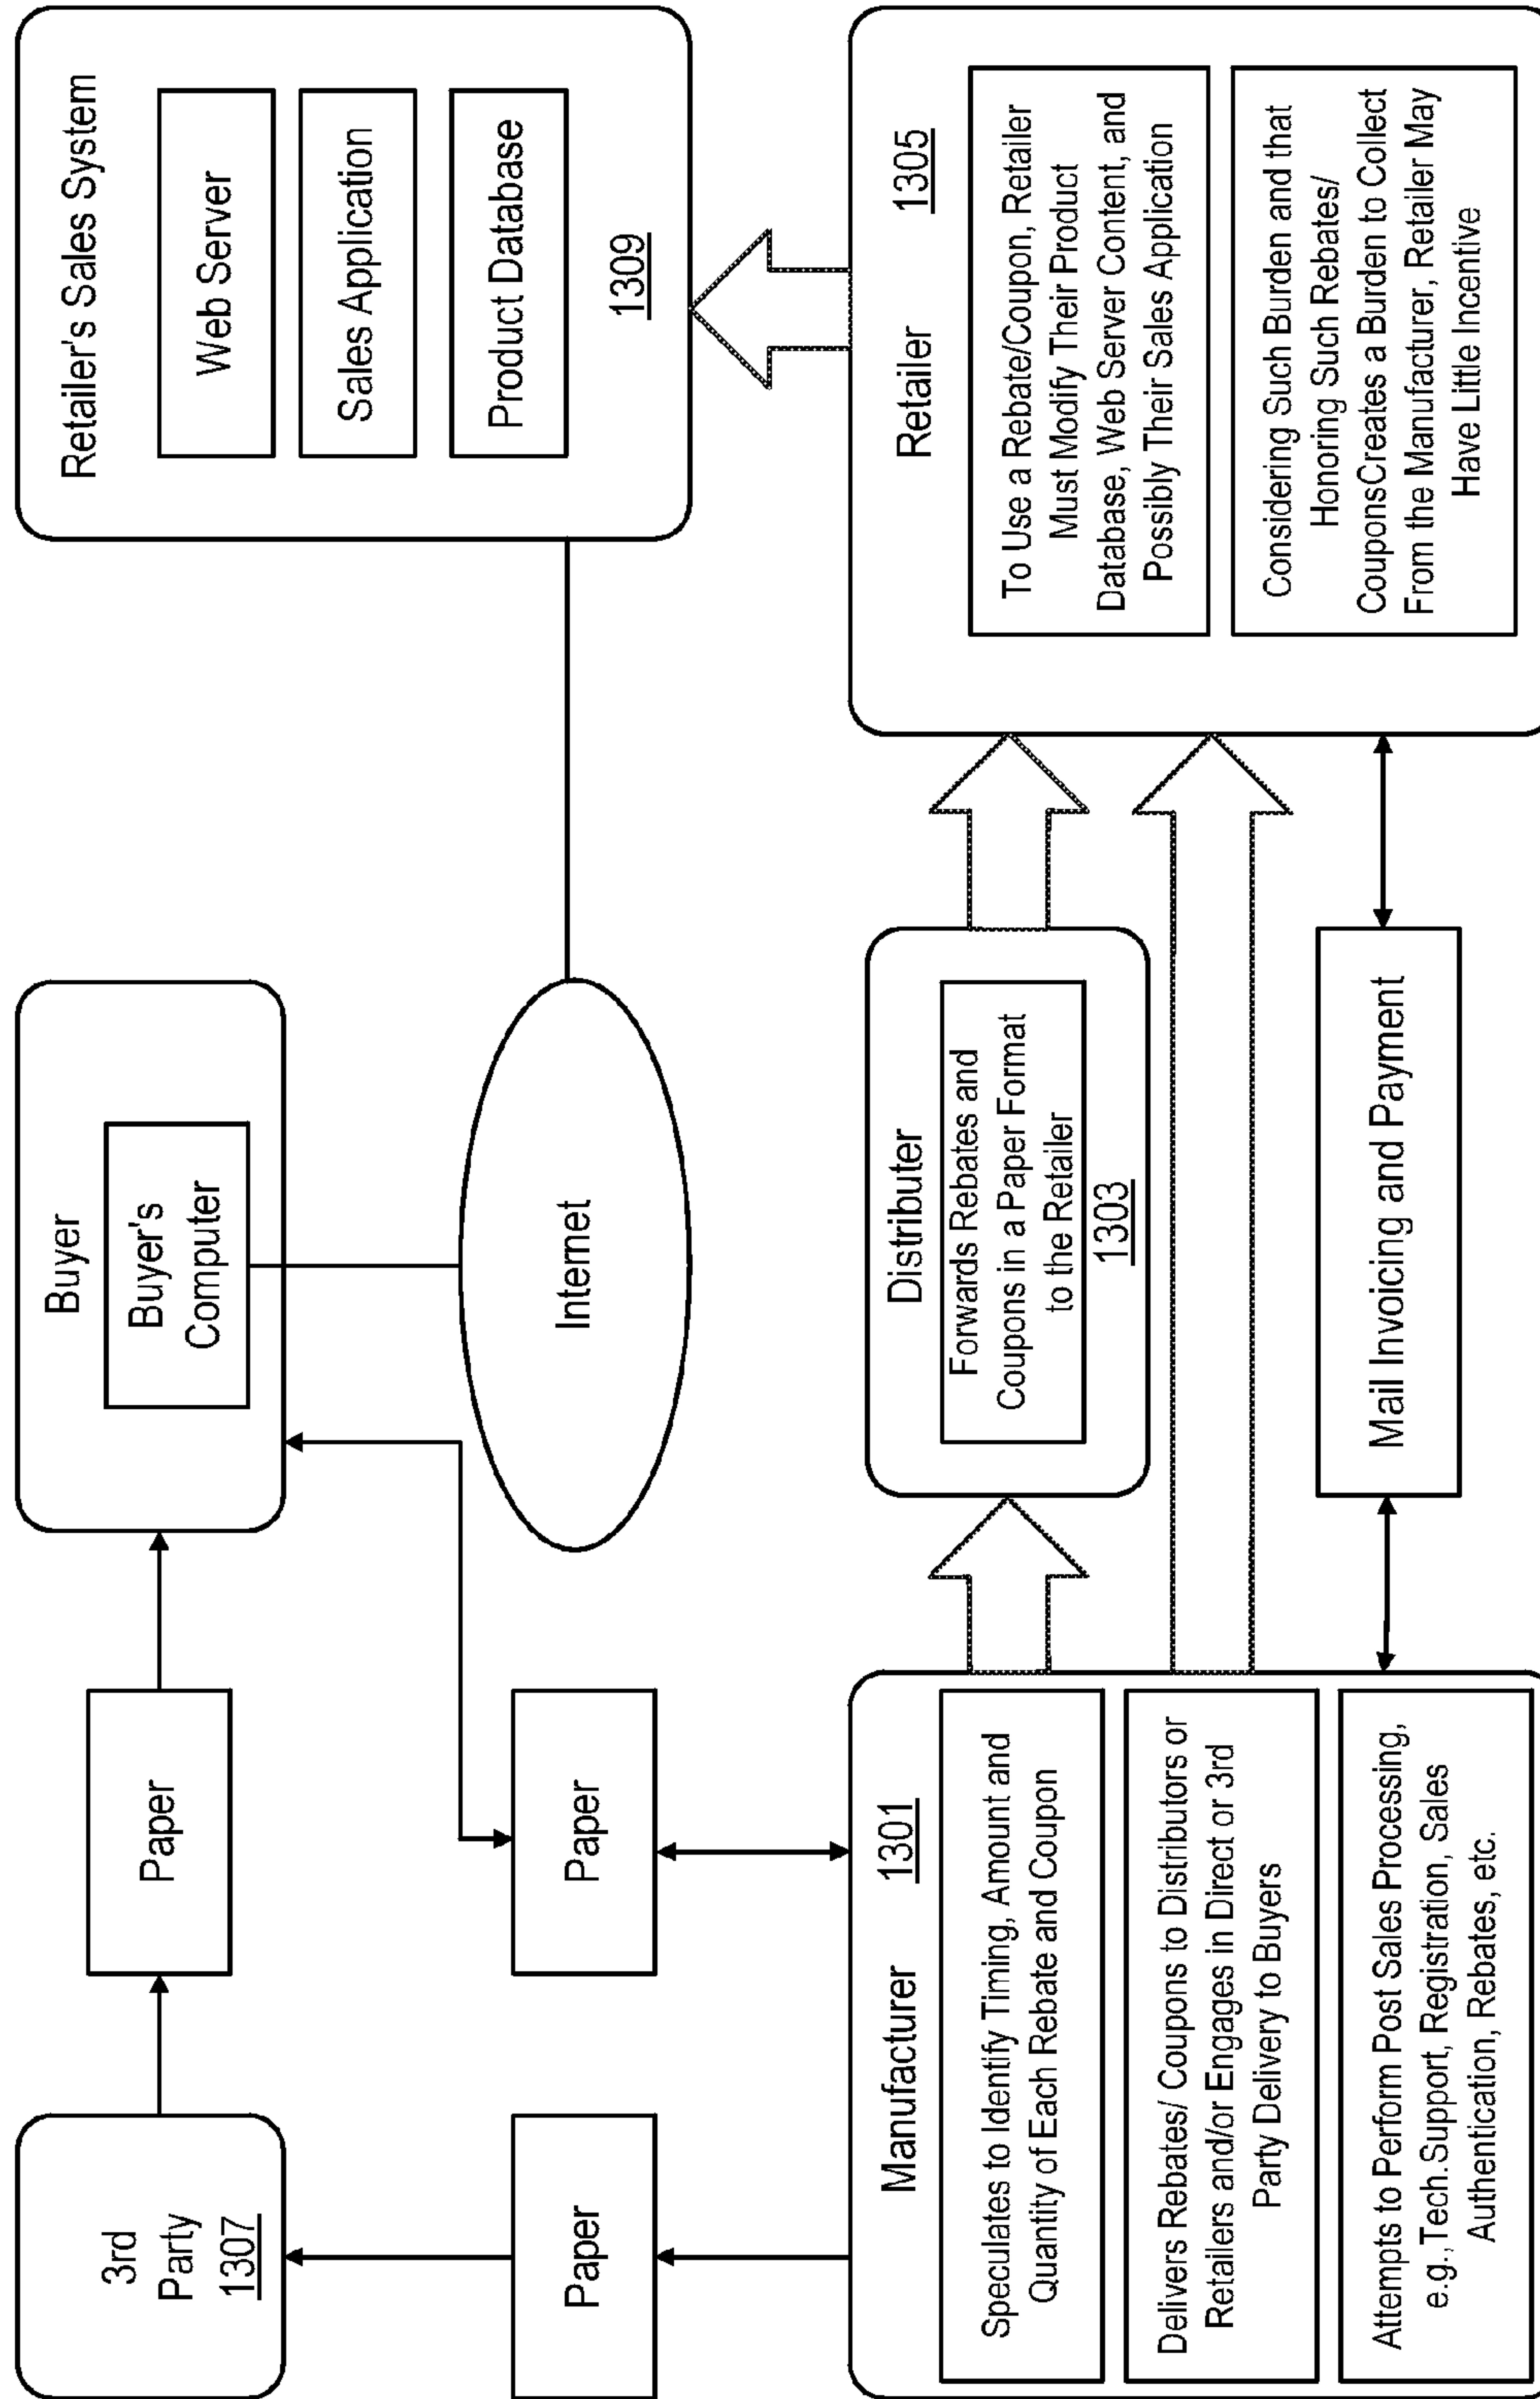 3rd
Party
1307
Paper
Buyer
Buyer's
Computer
Retailer's Sales System
Web Server
Sales Application
Product Database
1309
Paper
Paper
Internet
Manufacturer
1301
Speculates to Identify Timing, Amount and
Quantity of Each Rebate and Coupon
Delivers Rebates/ Coupons to Distributors or
Retailers and/or Engages in Direct or 3rd
Party Delivery to Buyers
Attempts to Perform Post Sales Processing,
e.g.,Tech.Support, Registration, Sales
Authentication, Rebates, etc.
Distributer
Forwards Rebates and
Coupons in a Paper Format
to the Retailer
1303
Mail Invoicing and Payment
Retailer
1305
To Use a Rebate/Coupon, Retailer
Must Modify Their Product
Database, Web Server Content, and
Possibly Their Sales Application
Considering Such Burden and that
Honoring Such Rebates/
CouponsCreates a Burden to Collect
From the Manufacturer, Retailer May
Have Little Incentive